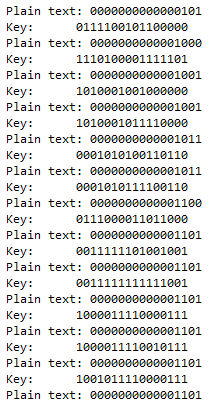 Plain text: 0000000000000101
Key:      0111100101100000
Plain text: 0000000000001000
Key:      1110100001111101
Plain text: 0000000000001001
Key:      1010001001000000
Plain text: 0000000000001001
Key:      1010001011110000
Plain text: 0000000000001011
Key:      0001010100110110
Plain text: 0000000000001011
Key:      0001010111100110
Plain text: 0000000000001100
Key:      0111000011011000
Plain text: 0000000000001101
Key:      0011111101001001
Plain text: 0000000000001101
Key:      0011111111111001
Plain text: 0000000000001101
Key:      1000011110000111
Plain text: 0000000000001101
Key:      1000011110010111
Plain text: 0000000000001101
Key:      1001011110000111
Plain text: 0000000000001101